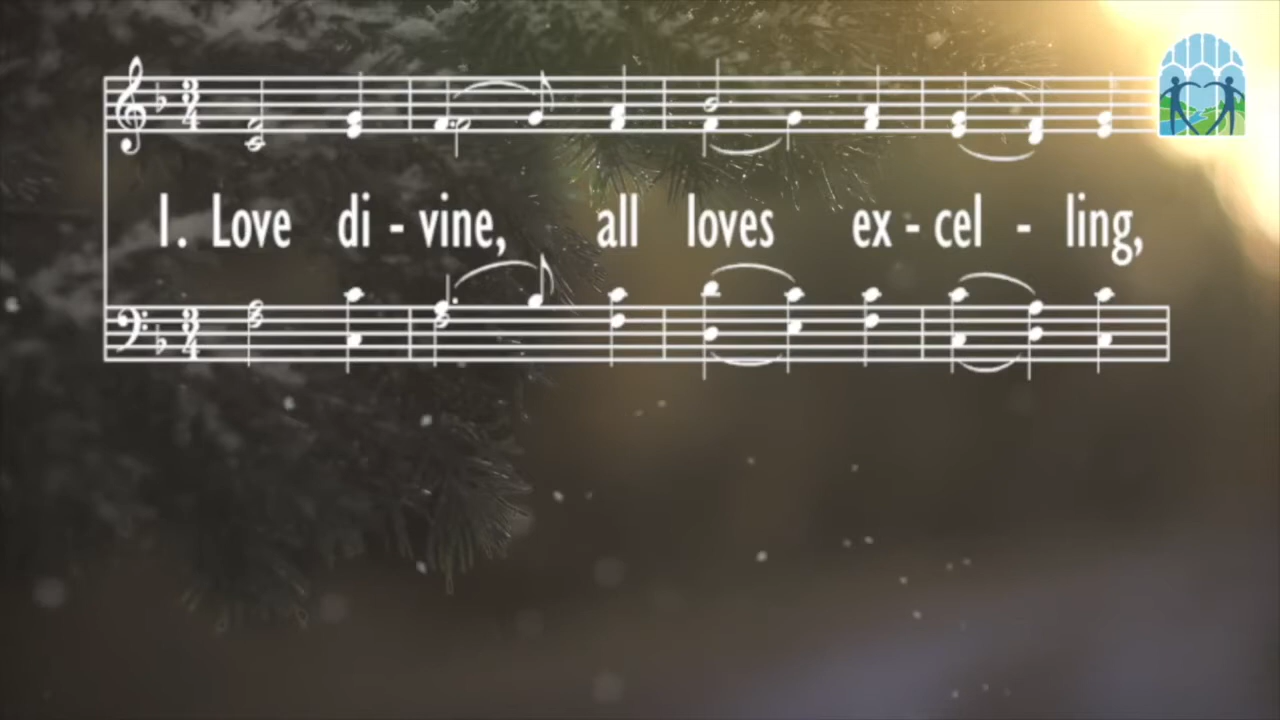 1. Love di - vine, all loves ex - cel - ling,